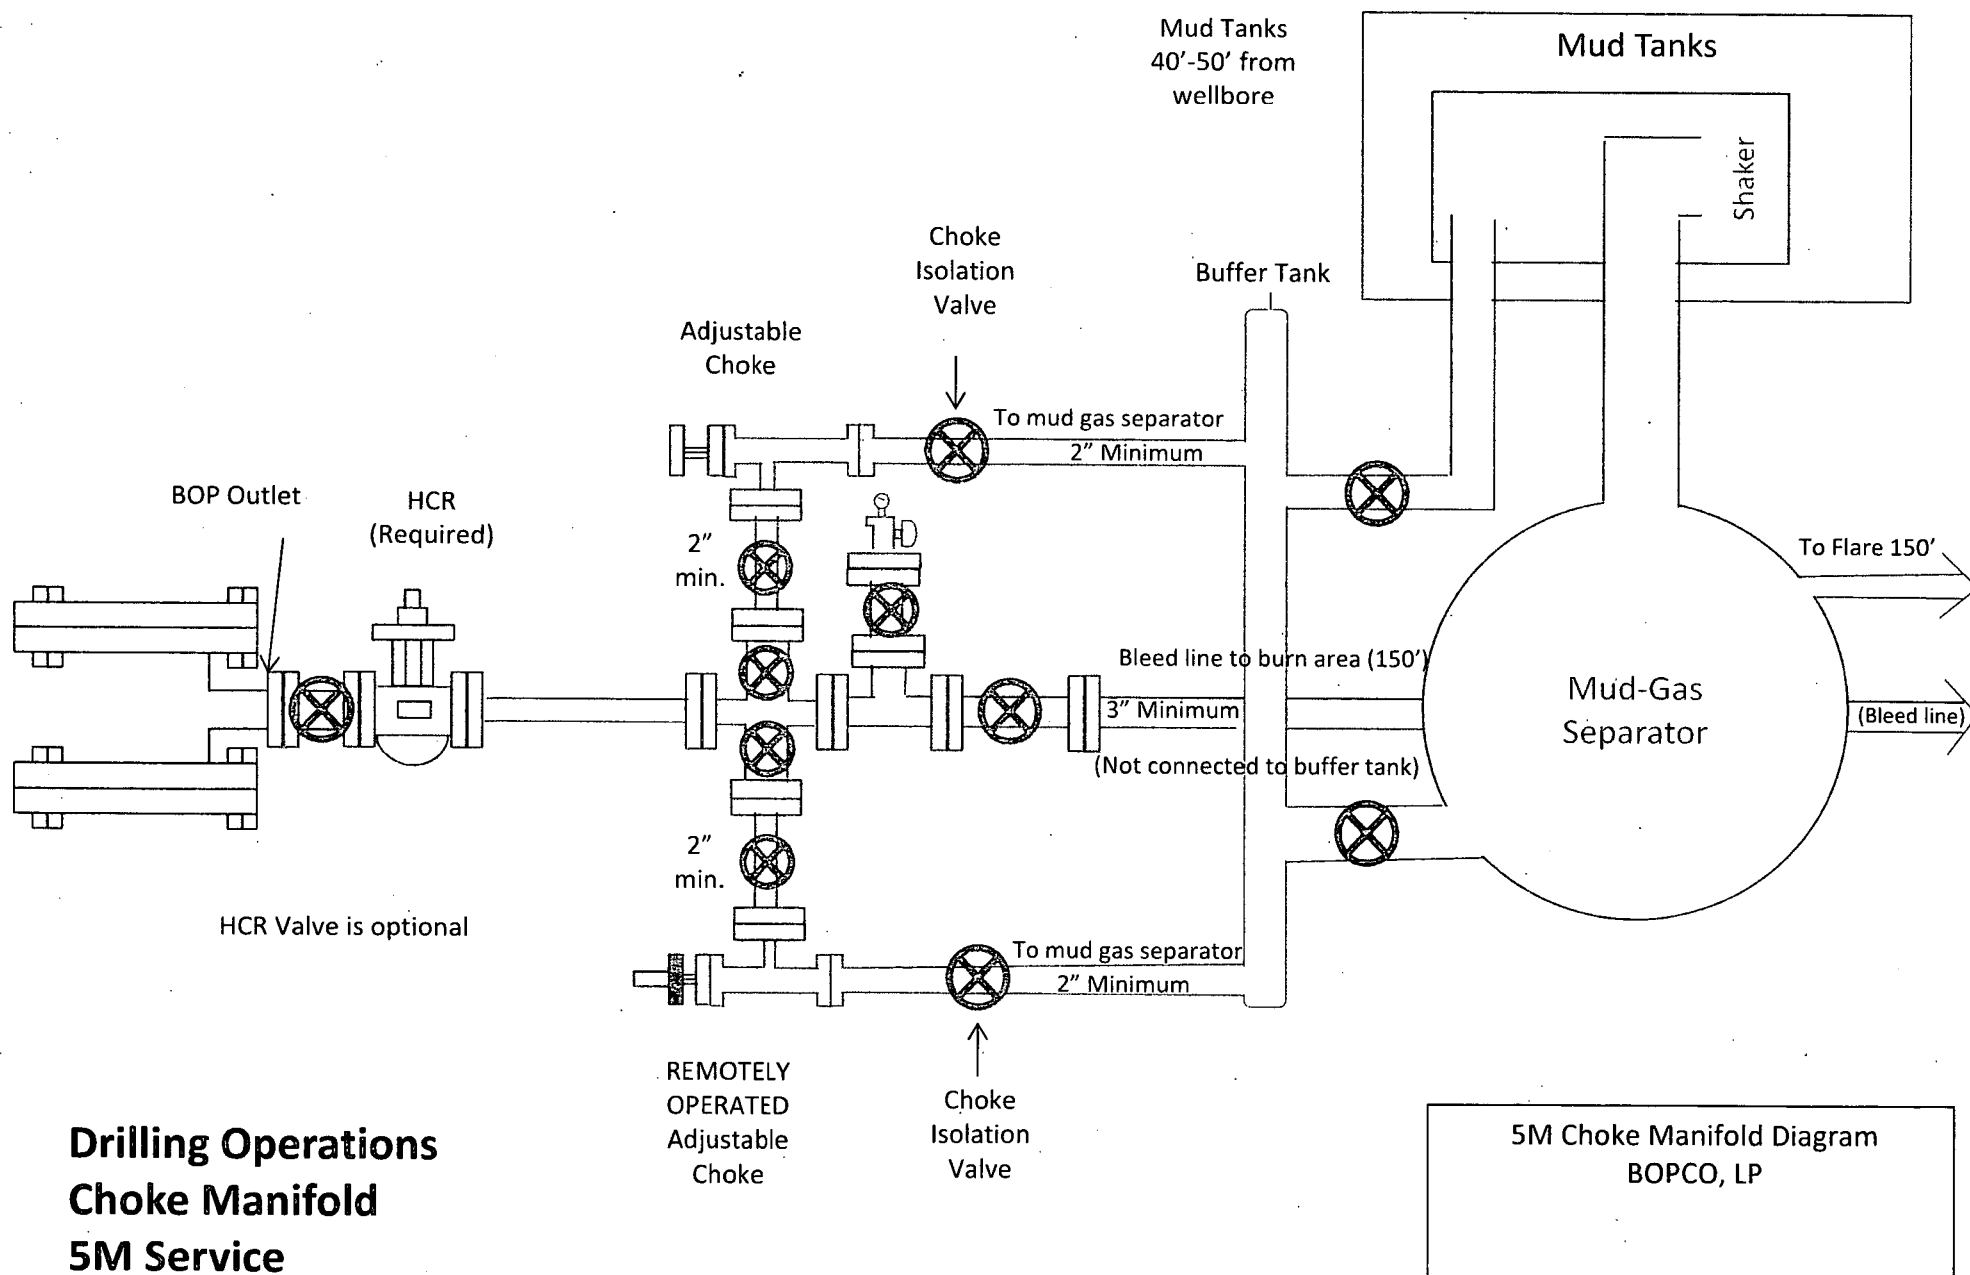 Mud Tanks
40'-50' from
wellbore
Mud Tanks
Shaker
Choke
Isolation
Valve
Buffer Tank
Adjustable
Choke
To mud gas separator
2" Minimum
BOP Outlet
HCR
(Required)
2"
min.
To Flare 150'
Bleed line to burn area (150')
3" Minimum
(Not connected to buffer tank)
Mud-Gas
Separator
(Bleed line)
2"
min.
HCR Valve is optional
To mud gas separator
2" Minimum
REMOTELY
OPERATED
Adjustable
Choke
Choke
Isolation
Valve
Drilling Operations
Choke Manifold
5M Service
5M Choke Manifold Diagram
BOPCO, LP